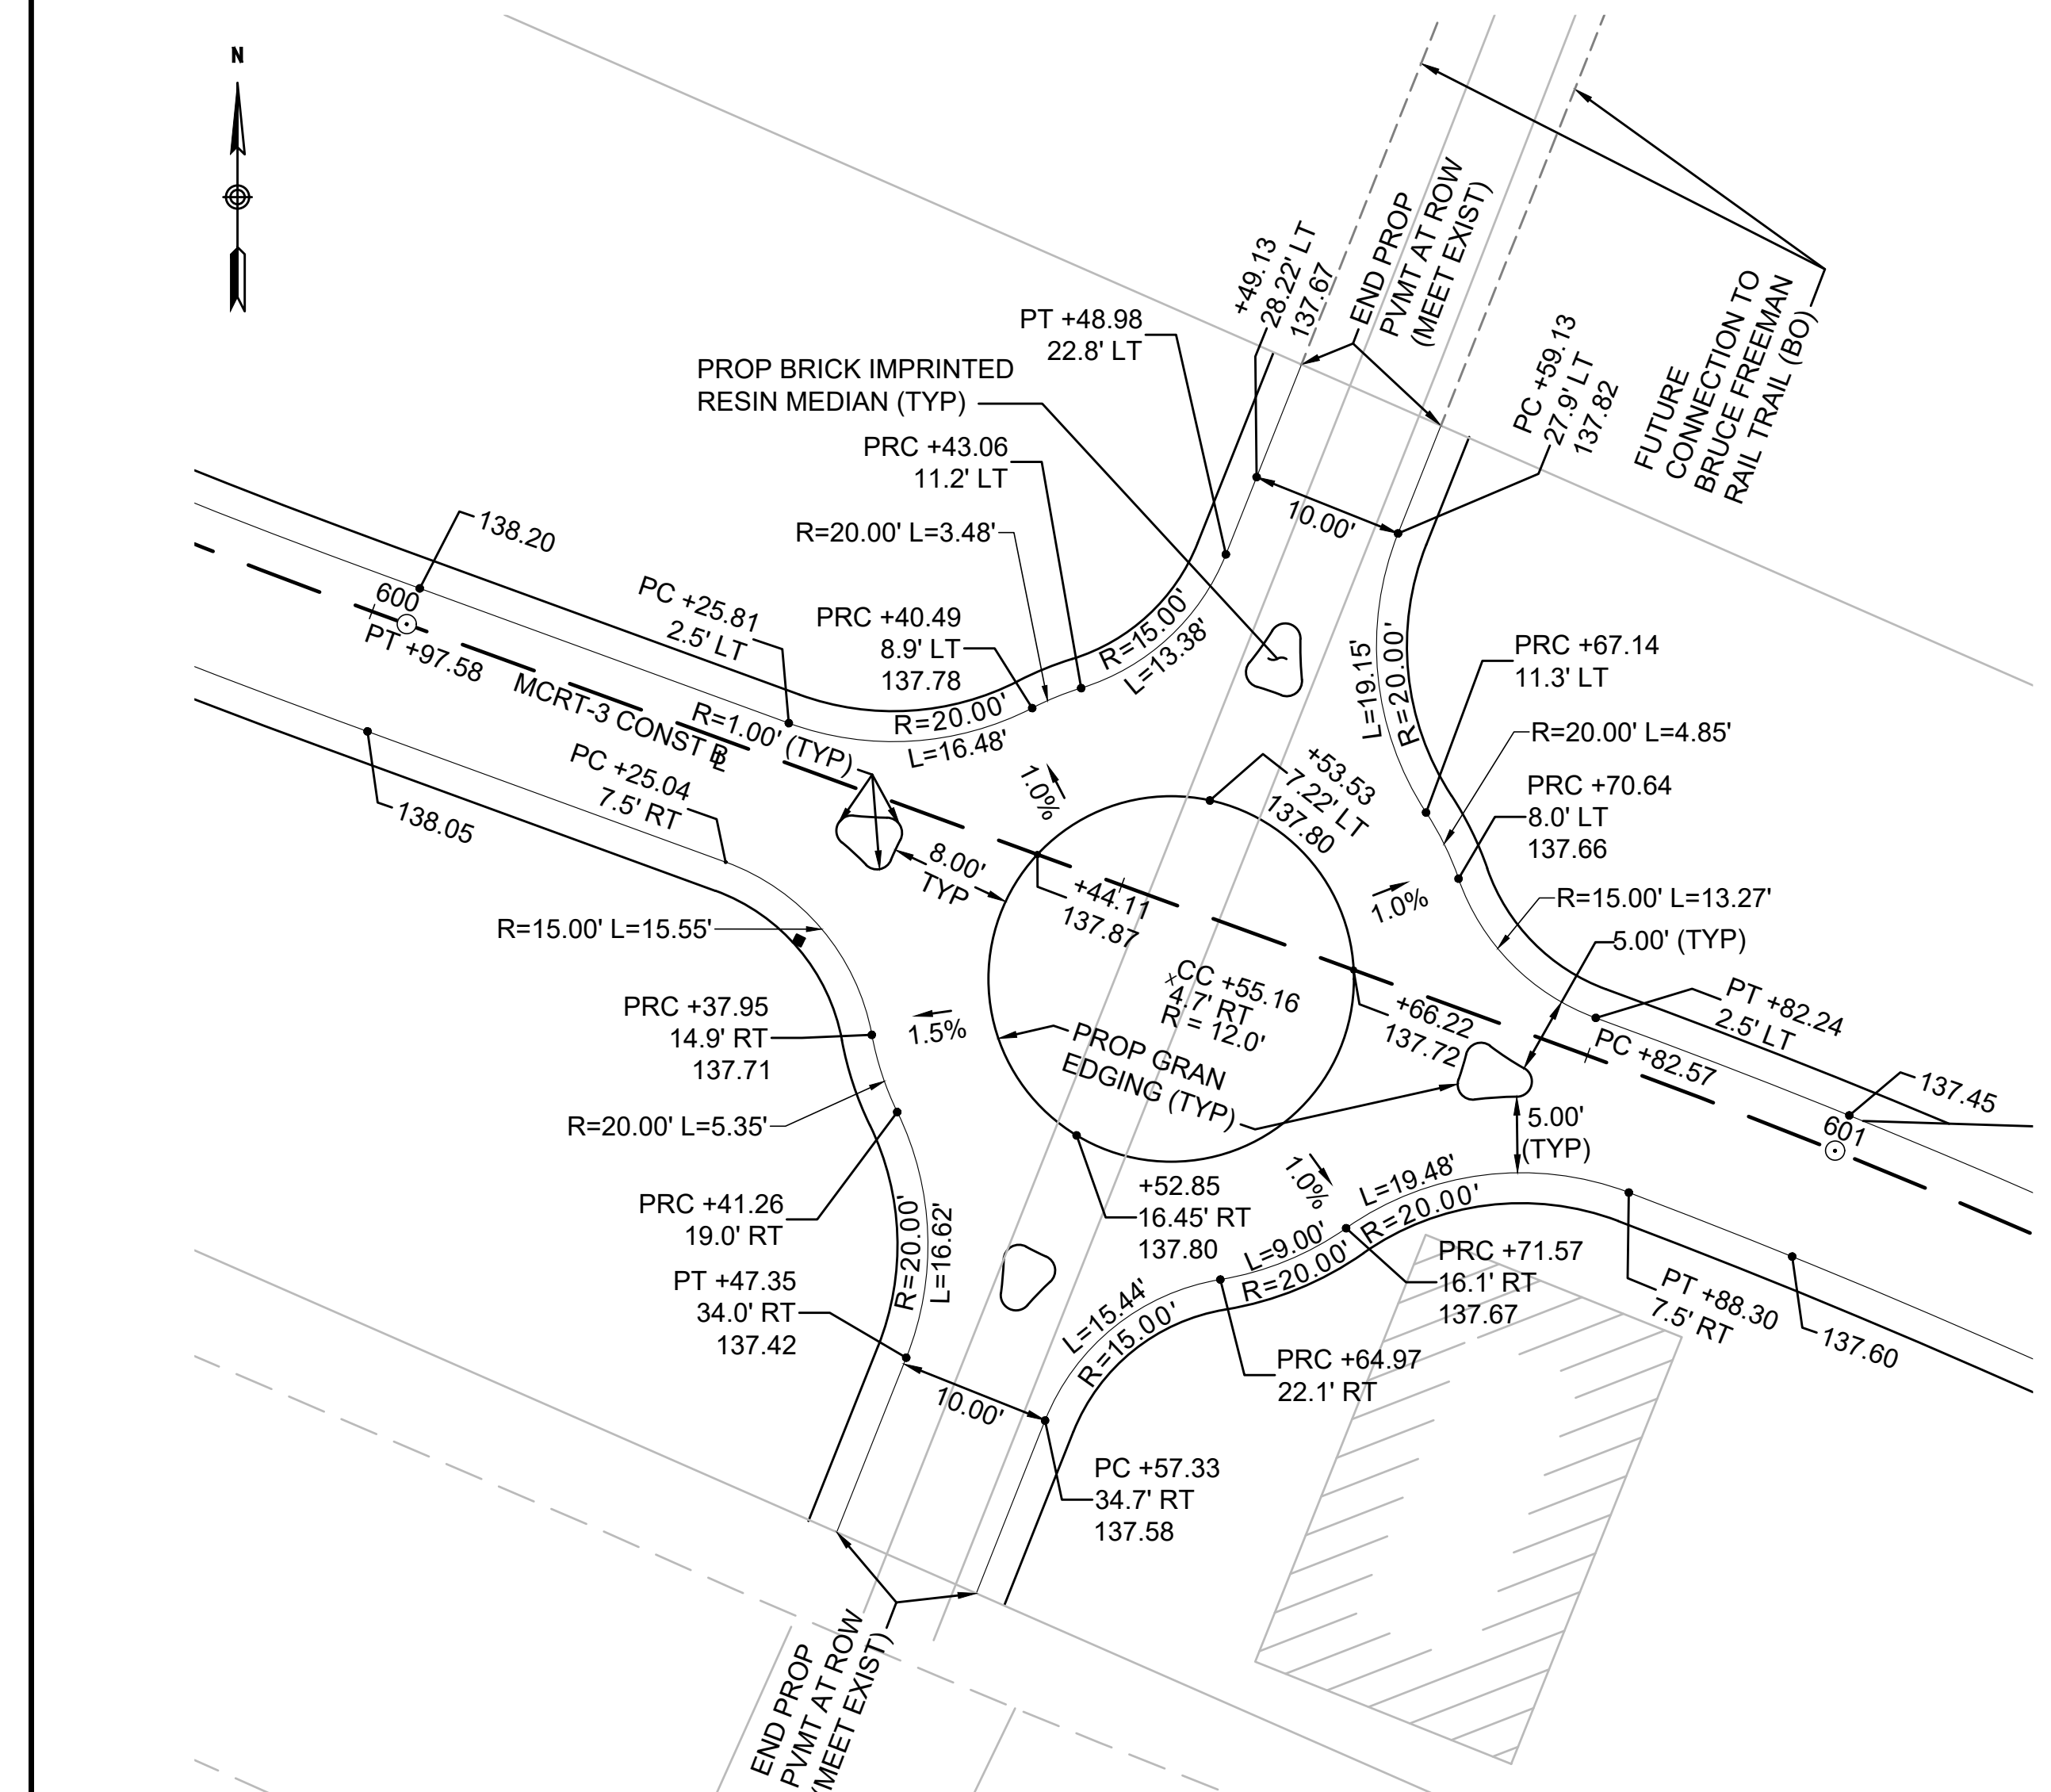 N
+49.13
28.22' LT
137.67
END PROP
PVMT AT ROW
(MEET EXIST)
PT +48.98
22.8' LT
PROP BRICK IMPRINTED
RESIN MEDIAN (TYP)
PRC +43.06
11.2' LT
R=20.00' L=3.48'
PRC +40.49
8.9' LT
137.78
PC +59.13
27.9' LT
137.82
FUTURE
CONNECTION TO
BRUCE FREEMAN
RAIL TRAIL (BO)
10.00'
138.20
600
PT +97.58
PC +25.81
2.5' LT
MCRT-3 CONST BL
R=1.00' (TYP)
R=20.00'
L=16.48'
R=15.00'
L=13.38'
L=19.15'
R=20.00'
PRC +67.14
11.3' LT
R=20.00' L=4.85'
PRC +70.64
8.0' LT
137.66
R=15.00' L=13.27'
5.00' (TYP)
138.05
PC +25.04
7.5' RT
1.0%
+53.53
7.22' LT
137.80
8.00'
TYP
+44.11
137.87
1.0%
R=15.00' L=15.55'
PRC +37.95
14.9' RT
137.71
1.5%
CC +55.16
4.7' RT
R = 12.0'
+66.22
137.72
PROP GRAN
EDGING (TYP)
PT +82.24
2.5' LT
PC +82.57
137.45
601
R=20.00' L=5.35'
5.00'
(TYP)
PRC +41.26
19.0' RT
R=20.00'
L=16.62'
+52.85
16.45' RT
137.80
1.0%
L=19.48'
R=20.00'
L=9.00'
R=20.00'
PRC +71.57
16.1' RT
137.67
PT +88.30
7.5' RT
137.60
PT +47.35
34.0' RT
137.42
L=15.44'
R=15.00'
PRC +64.97
22.1' RT
10.00'
PC +57.33
34.7' RT
137.58
END PROP
PVMT AT ROW
(MEET EXIST)